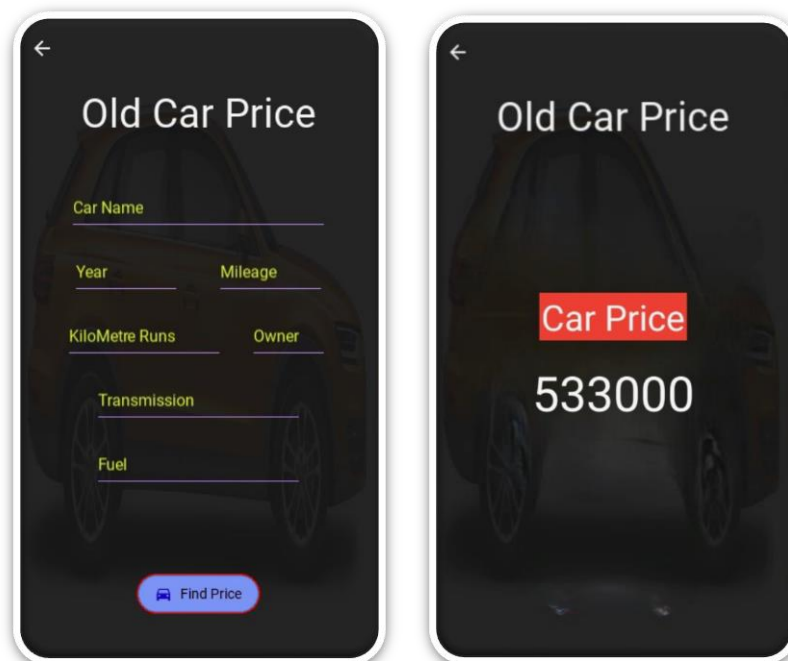 Old Car Price
Car Name
Year Mileage
KiloMetre Runs Owner
Transmission
Fuel
Find Price
Old Car Price
Car Price
533000